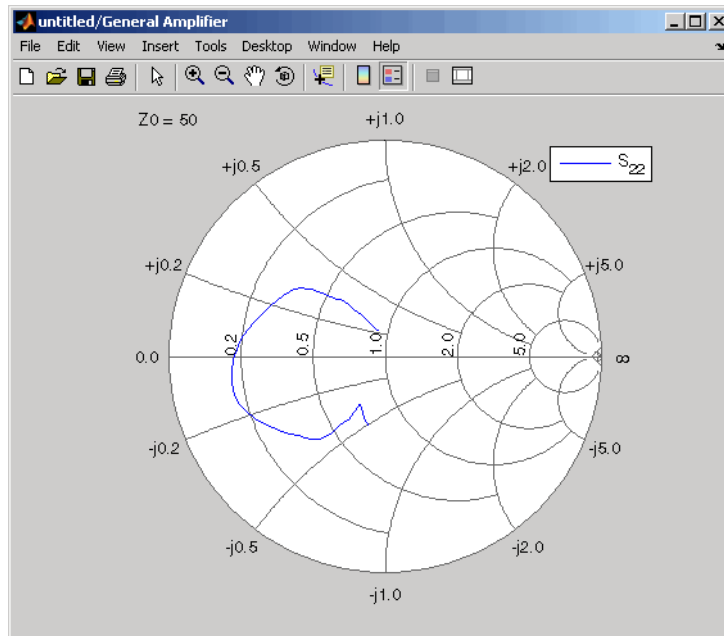 untitled/General Amplifier
File Edit View Insert Tools Desktop Window Help
Z0 = 50
+j1.0
+j0.5
+j2.0
S22
+j0.2
+j5.0
0.0
0.2
0.5
1.0
2.0
5.0
∞
-j0.2
-j5.0
-j0.5
-j2.0
-j1.0